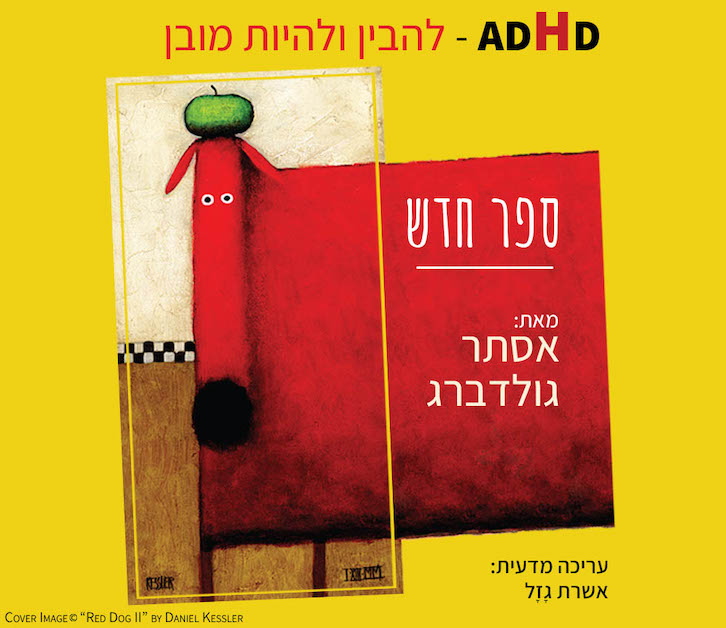 ADHD - להבין ולהיות מובן
ספר חדש
מאת:
אסתר
גולדברג
עריכה מדעית:
אשרת גָזָל
KESSLER
COVER IMAGE © “RED DOG II” BY DANIEL KESSLER